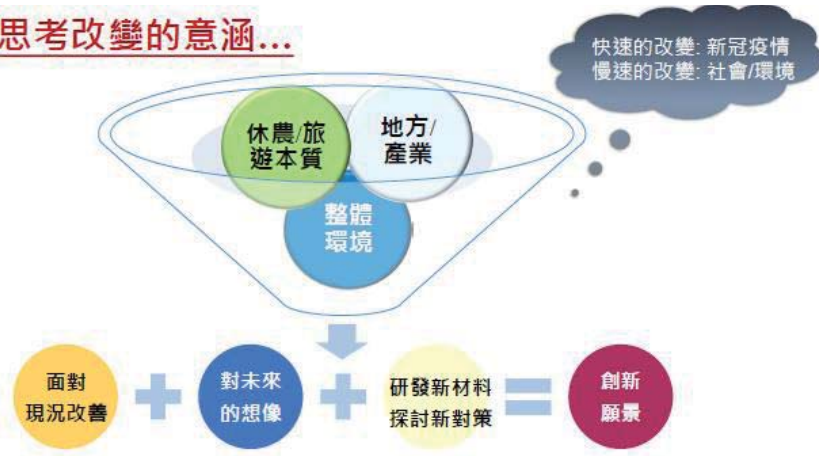 思考改變的意涵...
快速的改變: 新冠疫情
慢速的改變: 社會/環境
休農/旅
遊本質
地方/
產業
整體
環境
面對
現況改善
對未來
的想像
研發新材料
探討新對策
創新
願景